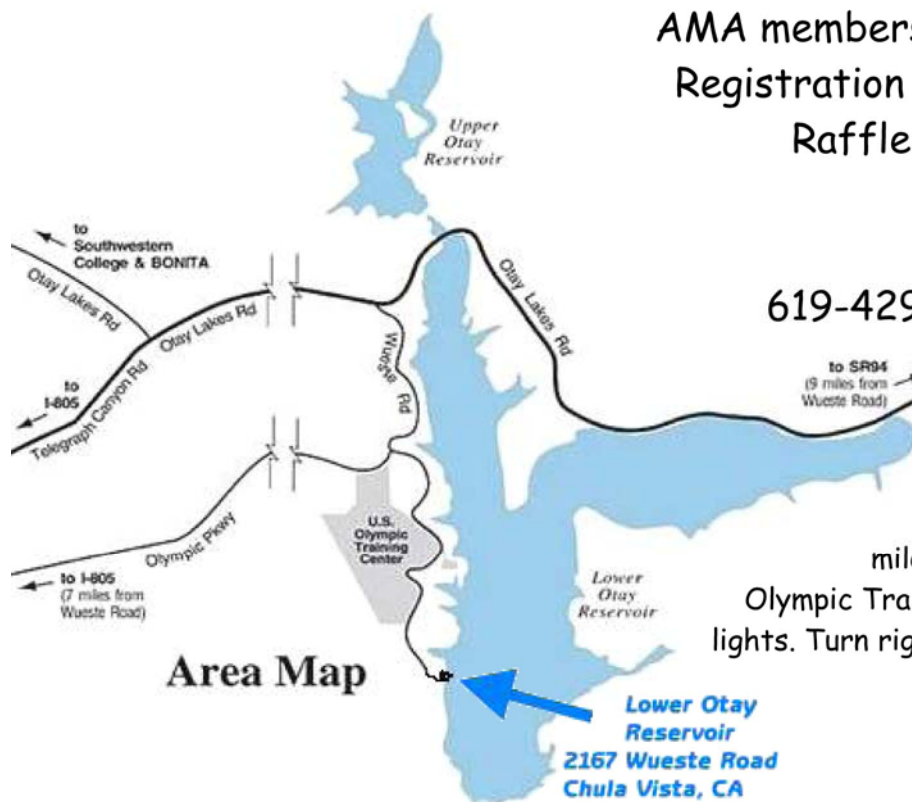 AMA members
Registration
Raffle
Upper
Otay
Reservoir
to
Southwestern
College & BONITA
Otay Lakes Rd
Otay Lakes Rd
Otay Lakes Rd
619-429
Wueste Rd
to SR94
(9 miles from
Wueste Road)
to
I-805
Telegraph Canyon Rd
U.S.
Olympic
Training
Center
Olympic Pkwy
to I-805
(7 miles from
Wueste Road)
Lower
Otay
Reservoir
mil
Olympic Tra
lights. Turn rig
Area Map
Lower Otay
Reservoir
2167 Wueste Road
Chula Vista, CA